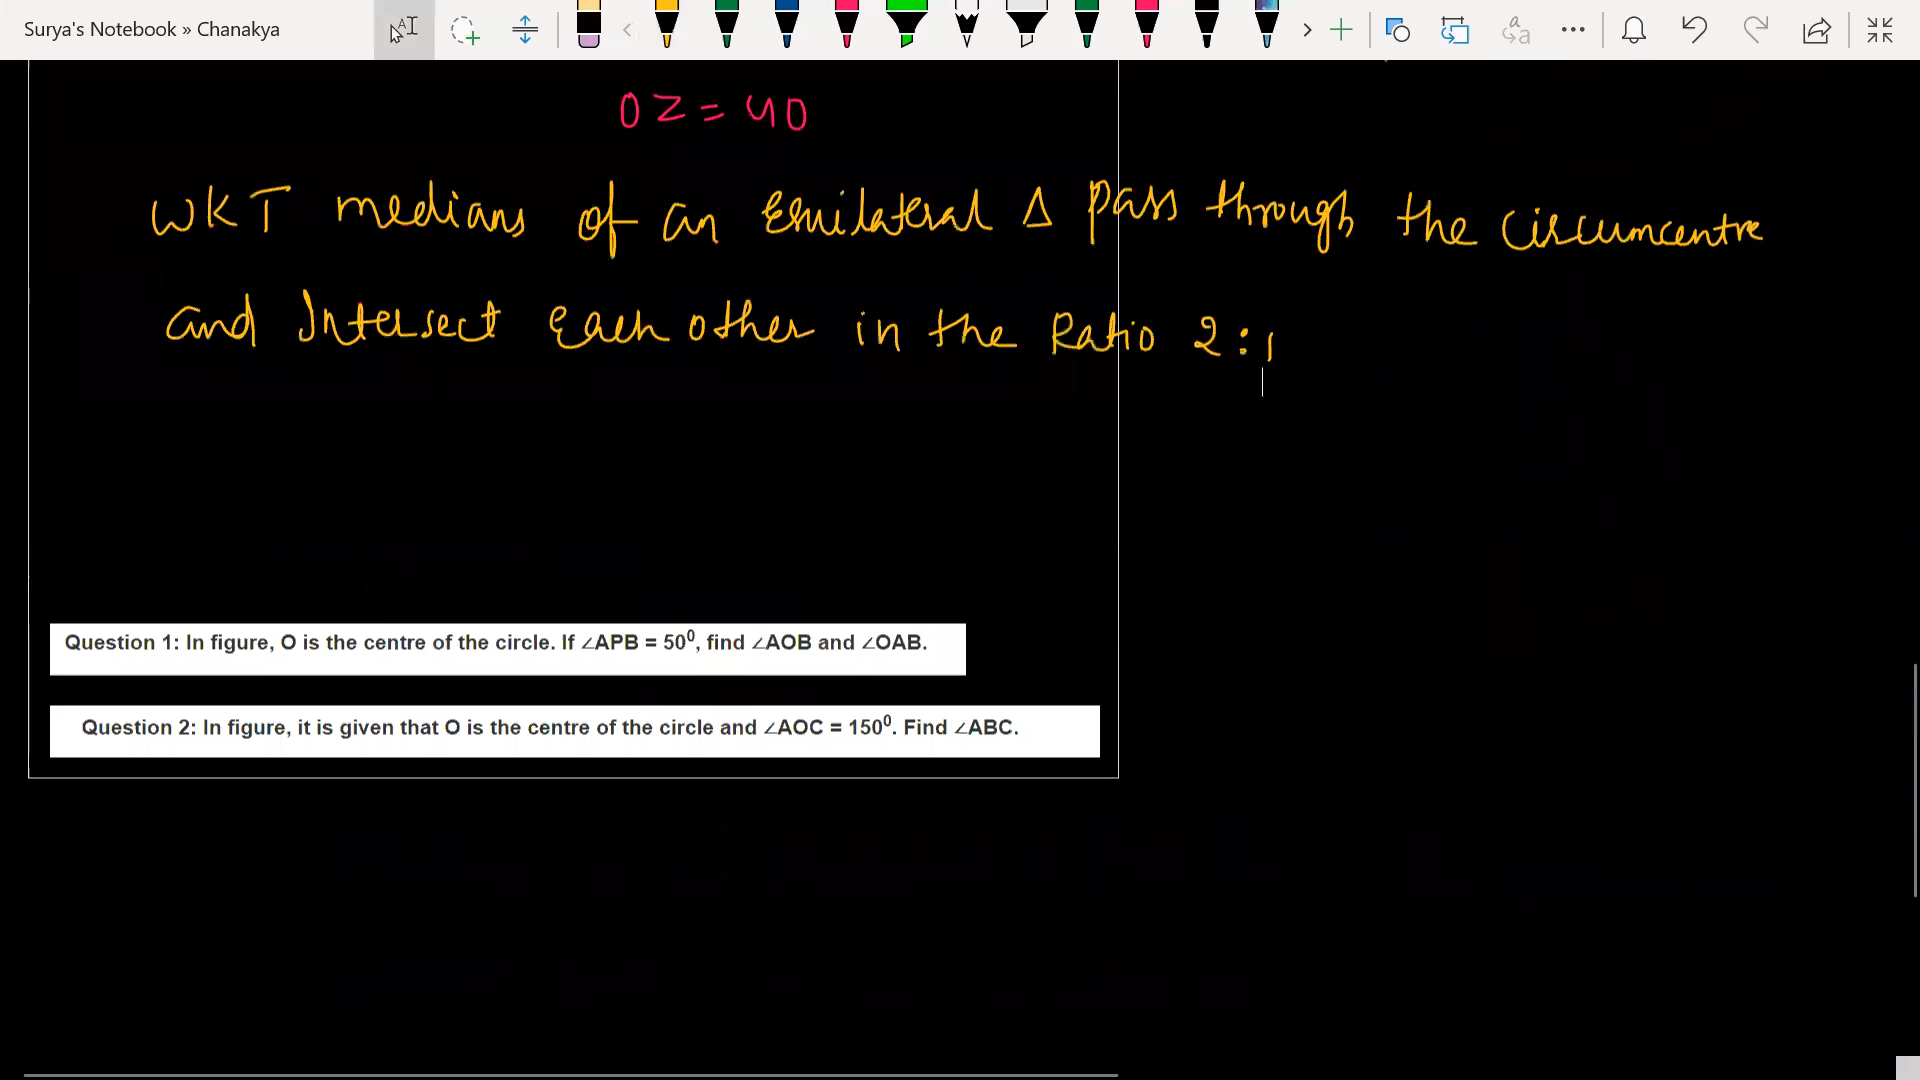 Surya's Notebook » Chanakya
OZ = 40
WKT medians of an Equilateral Δ pass through the Circumcentre
and Intersect Each other in the Ratio 2:1
Question 1: In figure, O is the centre of the circle. If ∠APB = 50⁰, find ∠AOB and ∠OAB.
Question 2: In figure, it is given that O is the centre of the circle and ∠AOC = 150⁰. Find ∠ABC.